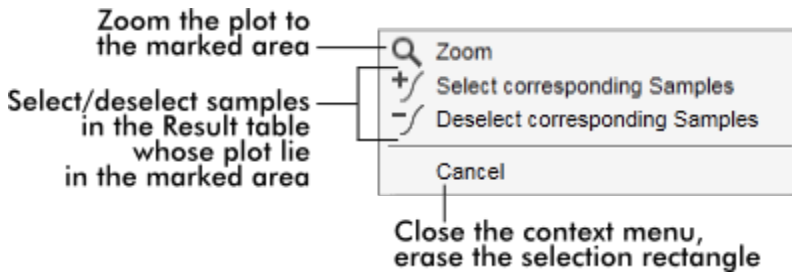 Zoom the plot to
the marked area
Zoom
Select corresponding Samples
Select/deselect samples
in the Result table
whose plot lie
in the marked area
Deselect corresponding Samples
Cancel
Close the context menu,
erase the selection rectangle